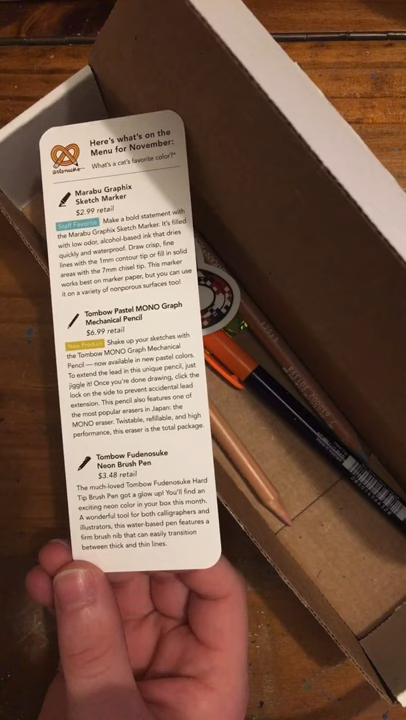 artsnacks
Here's what's on the
Menu for November:
What's a cat's favorite color?*
Marabu Graphix
Sketch Marker
$2.99 retail
Staff Favorite Make a bold statement with
the Marabu Graphix Sketch Marker. It's filled
with low odor, alcohol-based ink that dries
quickly and waterproof. Draw crisp, fine
lines with the 1mm contour tip or fill in solid
areas with the 7mm chisel tip. This marker
works best on marker paper, but you can use
it on a variety of nonporous surfaces too!
Tombow Pastel MONO Graph
Mechanical Pencil
$6.99 retail
New Product Shake up your sketches with
the Tombow MONO Graph Mechanical
Pencil — now available in new pastel colors.
To extend the lead in this unique pencil, just
jiggle it! Once you're done drawing, click the
lock on the side to prevent accidental lead
extension. This pencil also features one of
the most popular erasers in Japan: the
MONO eraser. Twistable, refillable, and high
performance, this eraser is the total package.
Tombow Fudenosuke
Neon Brush Pen
$3.48 retail
The much-loved Tombow Fudenosuke Hard
Tip Brush Pen got a glow up! You'll find an
exciting neon color in your box this month.
A wonderful tool for both calligraphers and
illustrators, this water-based pen features a
firm brush nib that can easily transition
between thick and thin lines.